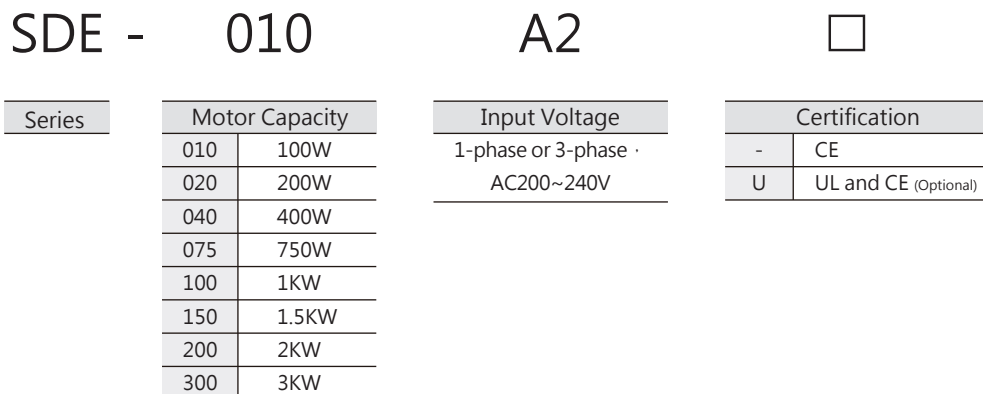 SDE - 010 A2 □
Series
Motor Capacity
010 100W
020 200W
040 400W
075 750W
100 1KW
150 1.5KW
200 2KW
300 3KW
Input Voltage
1-phase or 3-phase ·
AC200~240V
Certification
- CE
U UL and CE (Optional)